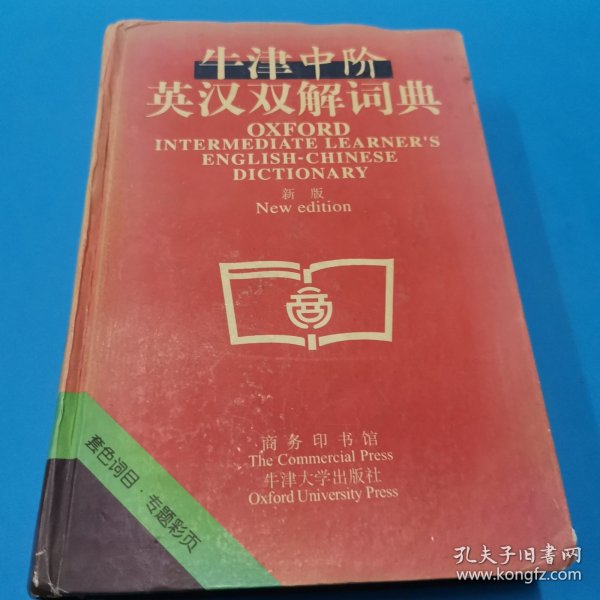 牛津中阶
英汉双解词典
OXFORD
INTERMEDIATE LEARNER'S
ENGLISH-CHINESE
DICTIONARY
新版
New edition
商
商务印书馆
The Commercial Press
牛津大学出版社
Oxford University Press
套色词目·专题彩页
孔夫子旧书网
www.kongfz.com